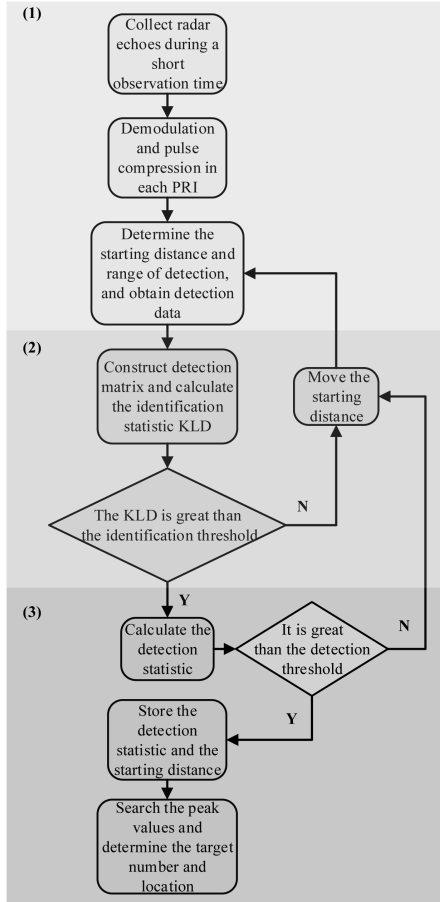 (1)
Collect radar
echoes during a
short
observation time
Demodulation
and pulse
compression in
each PRI
Determine the
starting distance and
range of detection,
and obtain detection
data
(2)
Construct detection
matrix and calculate
the identification
statistic KLD
Move the
starting
distance
The KLD is great than
the identification threshold
N
Y
(3)
Calculate the
detection
statistic
It is great
than the detection
threshold
N
Y
Store the
detection
statistic and the
starting distance
Search the peak
values and
determine the target
number and
location